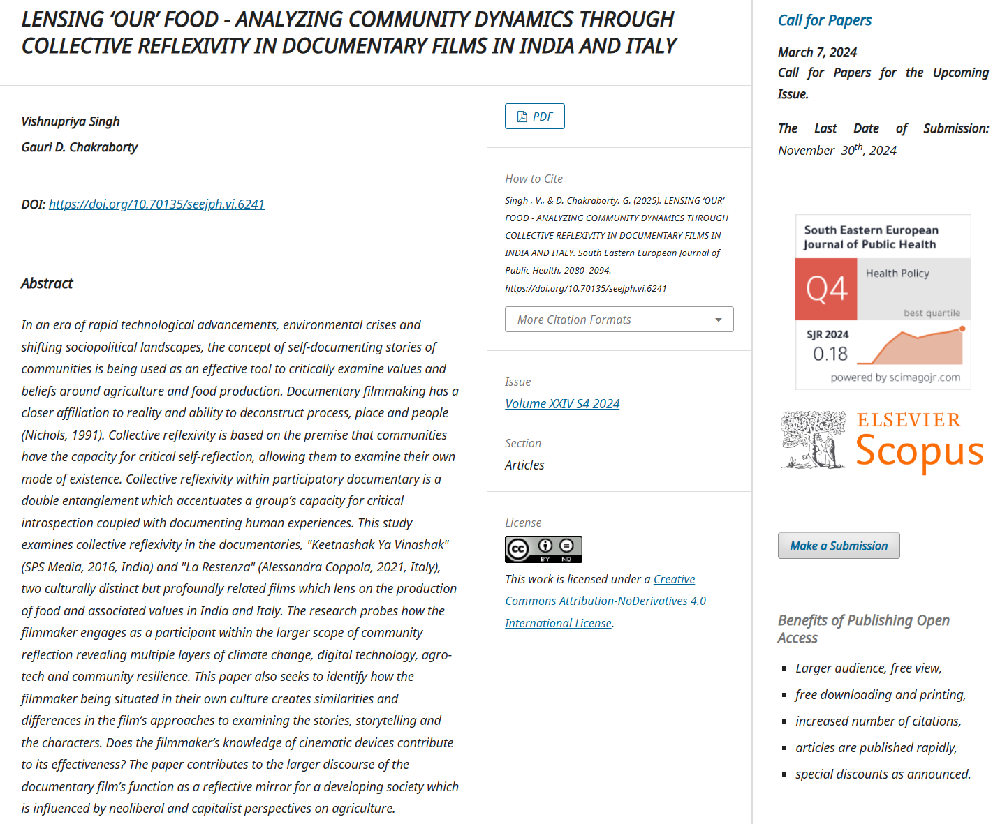 LENSING ‘OUR’ FOOD - ANALYZING COMMUNITY DYNAMICS THROUGH
COLLECTIVE REFLEXIVITY IN DOCUMENTARY FILMS IN INDIA AND ITALY
Vishnupriya Singh
Gauri D. Chakraborty
DOI: https://doi.org/10.70135/seejph.vi.6241
Abstract
In an era of rapid technological advancements, environmental crises and
shifting sociopolitical landscapes, the concept of self-documenting stories of
communities is being used as an effective tool to critically examine values and
beliefs around agriculture and food production. Documentary filmmaking has a
closer affiliation to reality and ability to deconstruct process, place and people
(Nichols, 1991). Collective reflexivity is based on the premise that communities
have the capacity for critical self-reflection, allowing them to examine their own
mode of existence. Collective reflexivity within participatory documentary is a
double entanglement which accentuates a group’s capacity for critical
introspection coupled with documenting human experiences. This study
examines collective reflexivity in the documentaries, "Keetnashak Ya Vinashak"
(SPS Media, 2016, India) and "La Restenza" (Alessandra Coppola, 2021, Italy),
two culturally distinct but profoundly related films which lens on the production
of food and associated values in India and Italy. The research probes how the
filmmaker engages as a participant within the larger scope of community
reflection revealing multiple layers of climate change, digital technology, agro-
tech and community resilience. This paper also seeks to identify how the
filmmaker being situated in their own culture creates similarities and
differences in the film’s approaches to examining the stories, storytelling and
the characters. Does the filmmaker’s knowledge of cinematic devices contribute
to its effectiveness? The paper contributes to the larger discourse of the
documentary film’s function as a reflective mirror for a developing society which
is influenced by neoliberal and capitalist perspectives on agriculture.
PDF
How to Cite
Singh , V., & D. Chakraborty, G. (2025). LENSING ‘OUR’
FOOD - ANALYZING COMMUNITY DYNAMICS THROUGH
COLLECTIVE REFLEXIVITY IN DOCUMENTARY FILMS IN
INDIA AND ITALY. South Eastern European Journal of
Public Health, 2080–2094.
https://doi.org/10.70135/seejph.vi.6241
More Citation Formats
Issue
Volume XXIV S4 2024
Section
Articles
License
CC BY ND
This work is licensed under a Creative
Commons Attribution-NoDerivatives 4.0
International License.
Call for Papers
March 7, 2024
Call for Papers for the Upcoming
Issue.
The Last Date of Submission:
November 30th, 2024
South Eastern European
Journal of Public Health
Q4
Health Policy
best quartile
SJR 2024
0.18
powered by scimagojr.com
ELSEVIER
Scopus
Make a Submission
Benefits of Publishing Open
Access
Larger audience, free view,
free downloading and printing,
increased number of citations,
articles are published rapidly,
special discounts as announced.